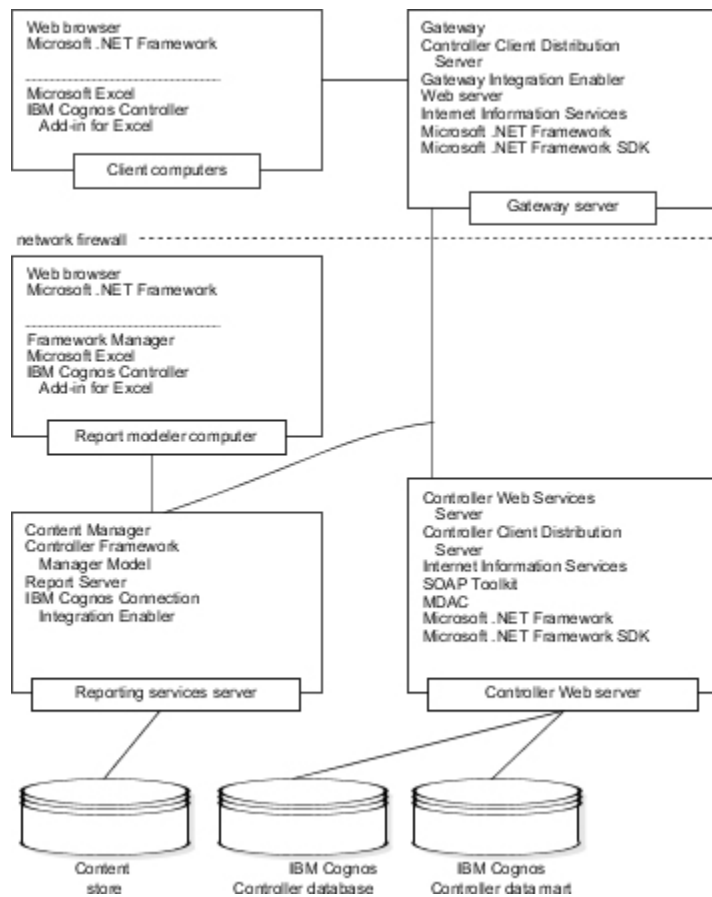 Web browser
Microsoft .NET Framework
Microsoft Excel
IBM Cognos Controller
Add-in for Excel
Client computers
Gateway
Controller Client Distribution
Server
Gateway Integration Enabler
Web server
Internet Information Services
Microsoft .NET Framework
Microsoft .NET Framework SDK
Gateway server
network firewall
Web browser
Microsoft .NET Framework
Framework Manager
Microsoft Excel
IBM Cognos Controller
Add-in for Excel
Report modeler computer
Content Manager
Controller Framework
Manager Model
Report Server
IBM Cognos Connection
Integration Enabler
Reporting services server
Controller Web Services
Server
Controller Client Distribution
Server
Internet Information Services
SOAP Toolkit
MDAC
Microsoft .NET Framework
Microsoft .NET Framework SDK
Controller Web server
Content
store
IBM Cognos
Controller database
IBM Cognos
Controller data mart